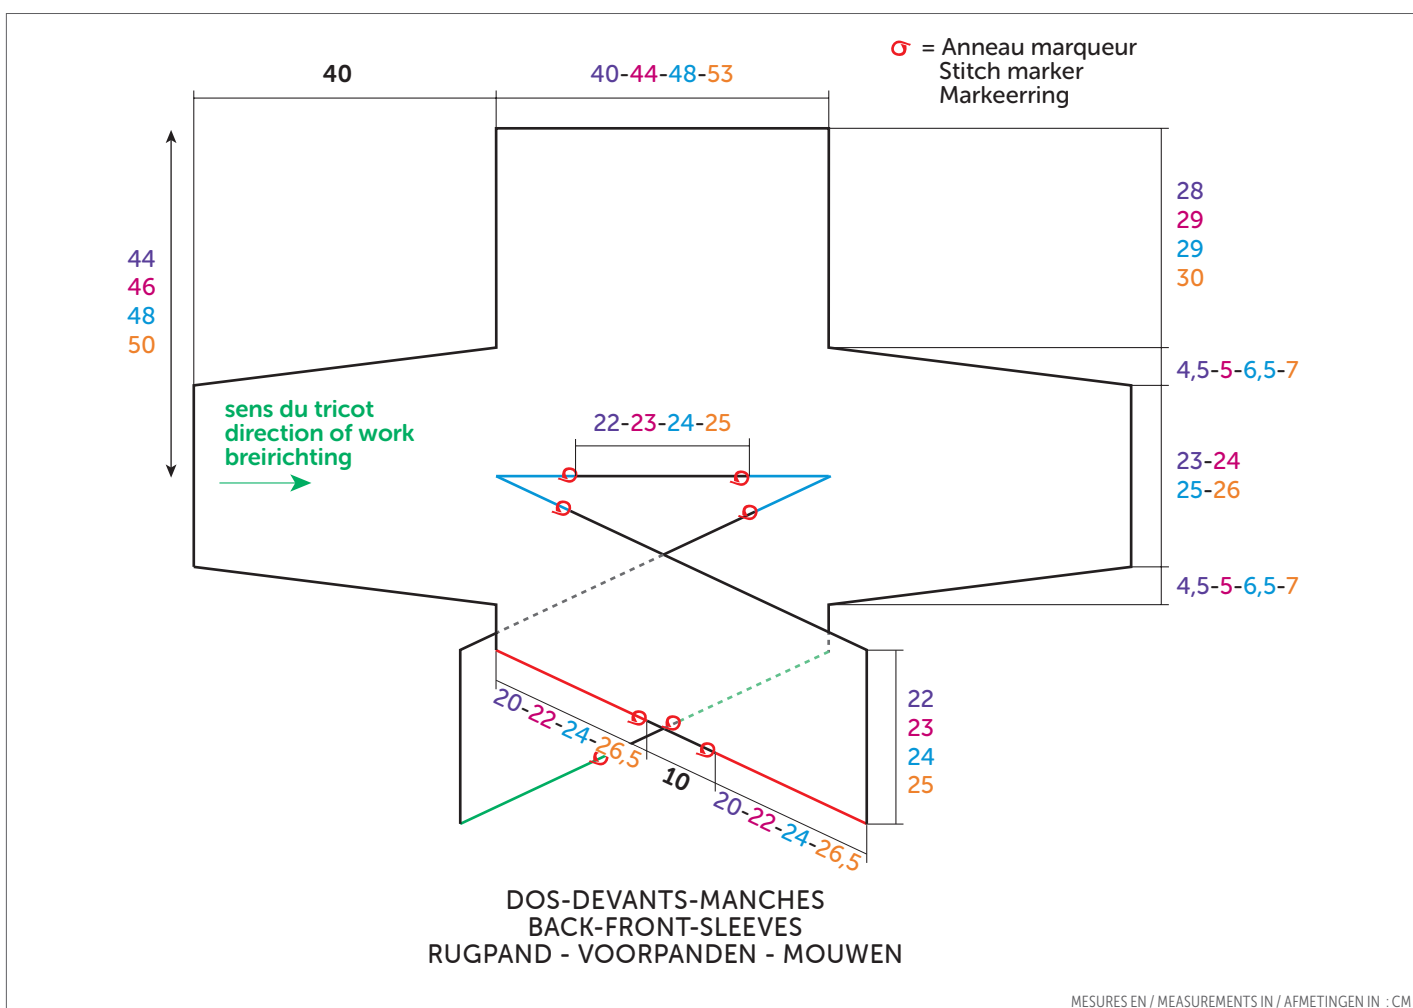 = Anneau marqueur
Stitch marker
Markeerring
40
40-44-48-53
44
46
48
50
28
29
29
30
4,5-5-6,5-7
sens du tricot
direction of work
breirichting
22-23-24-25
23-24
25-26
4,5-5-6,5-7
20-22-24-26,5
10
20-22-24-26,5
22
23
24
25
DOS-DEVANTS-MANCHES
BACK-FRONT-SLEEVES
RUGPAND - VOORPANDEN - MOUWEN
MESURES EN / MEASUREMENTS IN / AFMETINGEN IN : CM